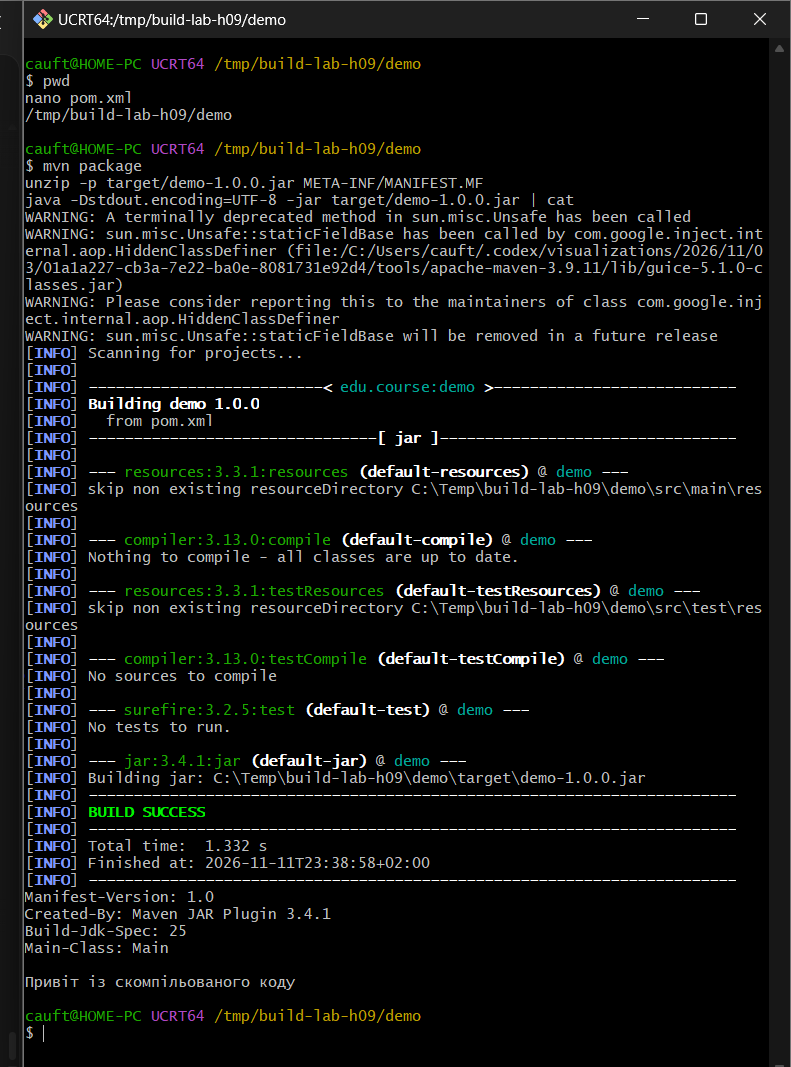 UCRT64:/tmp/build-lab-h09/demo
cauft@HOME-PC UCRT64 /tmp/build-lab-h09/demo
$ pwd
nano pom.xml
/tmp/build-lab-h09/demo
cauft@HOME-PC UCRT64 /tmp/build-lab-h09/demo
$ mvn package
unzip -p target/demo-1.0.0.jar META-INF/MANIFEST.MF
java -Dstdout.encoding=UTF-8 -jar target/demo-1.0.0.jar | cat
WARNING: A terminally deprecated method in sun.misc.Unsafe has been called
WARNING: sun.misc.Unsafe::staticFieldBase has been called by com.google.inject.int
ernal.aop.HiddenClassDefiner (file:/C:/Users/cauft/.codex/visualizations/2026/11/0
3/01a1a227-cb3a-7e22-ba0e-8081731e92d4/tools/apache-maven-3.9.11/lib/guice-5.1.0-c
lasses.jar)
WARNING: Please consider reporting this to the maintainers of class com.google.inj
ect.internal.aop.HiddenClassDefiner
WARNING: sun.misc.Unsafe::staticFieldBase will be removed in a future release
[INFO] Scanning for projects...
[INFO]
[INFO] --------------------------< edu.course:demo >---------------------------
[INFO] Building demo 1.0.0
[INFO]   from pom.xml
[INFO] --------------------------------[ jar ]---------------------------------
[INFO]
[INFO] --- resources:3.3.1:resources (default-resources) @ demo ---
[INFO] skip non existing resourceDirectory C:\Temp\build-lab-h09\demo\src\main\res
ources
[INFO]
[INFO] --- compiler:3.13.0:compile (default-compile) @ demo ---
[INFO] Nothing to compile - all classes are up to date.
[INFO]
[INFO] --- resources:3.3.1:testResources (default-testResources) @ demo ---
[INFO] skip non existing resourceDirectory C:\Temp\build-lab-h09\demo\src\test\res
ources
[INFO]
[INFO] --- compiler:3.13.0:testCompile (default-testCompile) @ demo ---
[INFO] No sources to compile
[INFO]
[INFO] --- surefire:3.2.5:test (default-test) @ demo ---
[INFO] No tests to run.
[INFO]
[INFO] --- jar:3.4.1:jar (default-jar) @ demo ---
[INFO] Building jar: C:\Temp\build-lab-h09\demo\target\demo-1.0.0.jar
[INFO] ------------------------------------------------------------------------
[INFO] BUILD SUCCESS
[INFO] ------------------------------------------------------------------------
[INFO] Total time:  1.332 s
[INFO] Finished at: 2026-11-11T23:38:58+02:00
[INFO] ------------------------------------------------------------------------
Manifest-Version: 1.0
Created-By: Maven JAR Plugin 3.4.1
Build-Jdk-Spec: 25
Main-Class: Main
Привіт із скомпільованого коду
cauft@HOME-PC UCRT64 /tmp/build-lab-h09/demo
$